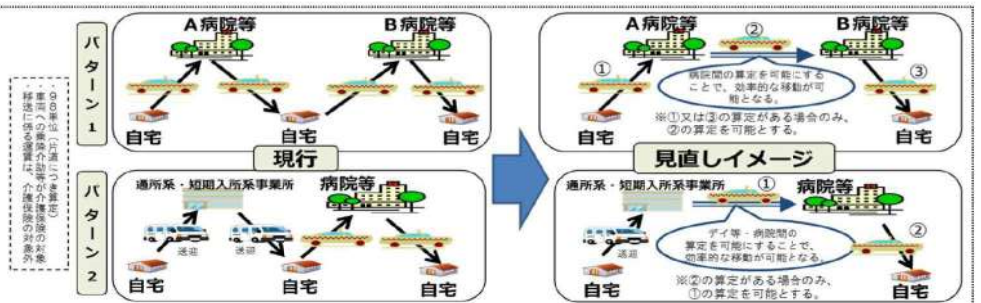 ・98単位(片道につき算定)
・車両への乗降介助等が介護保険の対象
・移送に係る運賃は、介護保険の対象外
パターン1
A病院等
B病院等
自宅
自宅
自宅
現行
パターン2
通所系・短期入所系事業所
病院等
送迎
送迎
自宅
自宅
自宅
A病院等
②
B病院等
①
③
病院間の算定を可能にする
ことで、効率的な移動が可
能となる。
※①又は③の算定がある場合のみ、
②の算定を可能とする。
自宅
自宅
見直しイメージ
通所系・短期入所系事業所
①
病院等
②
送迎
デイ等・病院間の
算定を可能にすることで、
効率的な移動が可能となる。
※②の算定がある場合のみ、
①の算定を可能とする。
自宅
自宅